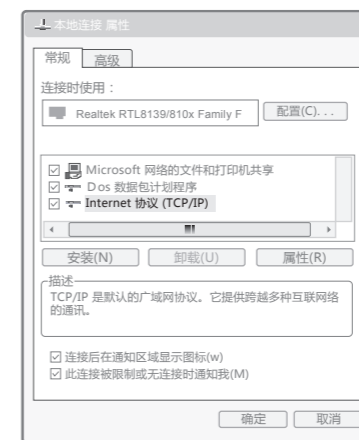 本地连接 属性
常规 高级
连接时使用：
Realtek RTL8139/810x Family F 配置(C)...
Microsoft 网络的文件和打印机共享
Dos 数据包计划程序
Internet 协议 (TCP/IP)
安装(N) 卸载(U) 属性(R)
描述
TCP/IP 是默认的广域网协议。它提供跨越多种互联网络
的通讯。
连接后在通知区域显示图标(w)
此连接被限制或无连接时通知我(M)
确定 取消